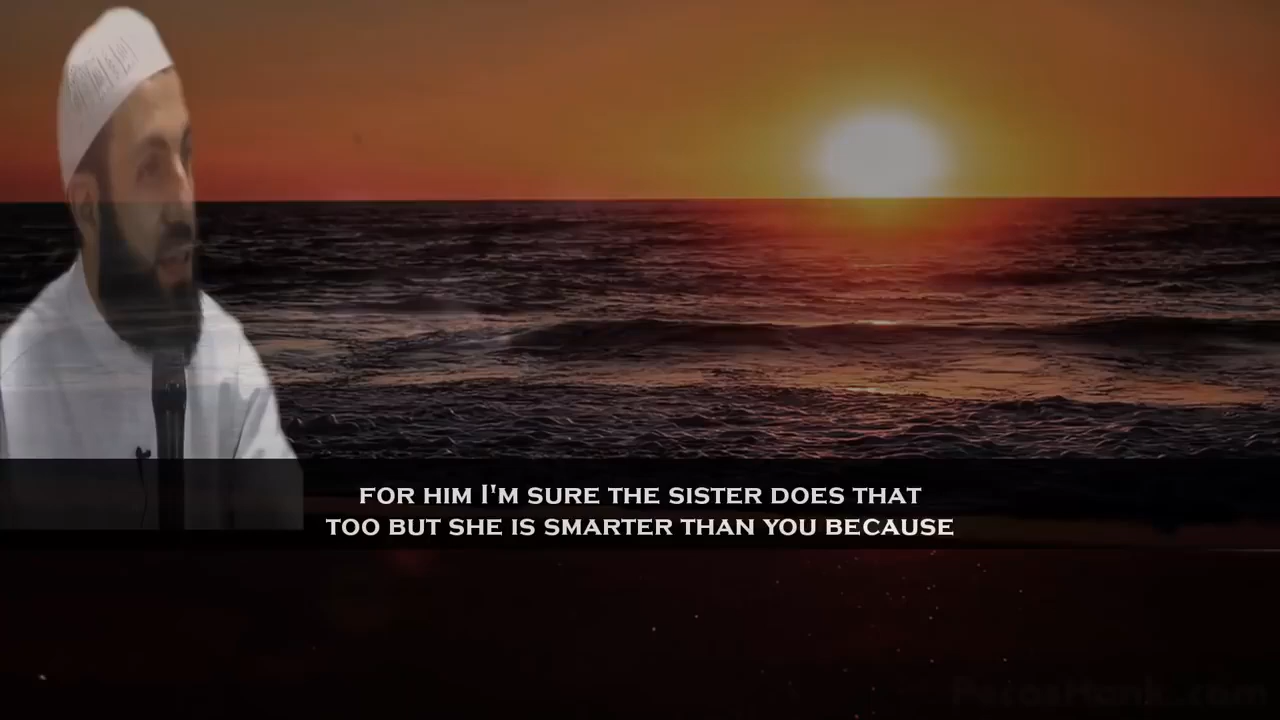 FOR HIM I'M SURE THE SISTER DOES THAT
TOO BUT SHE IS SMARTER THAN YOU BECAUSE